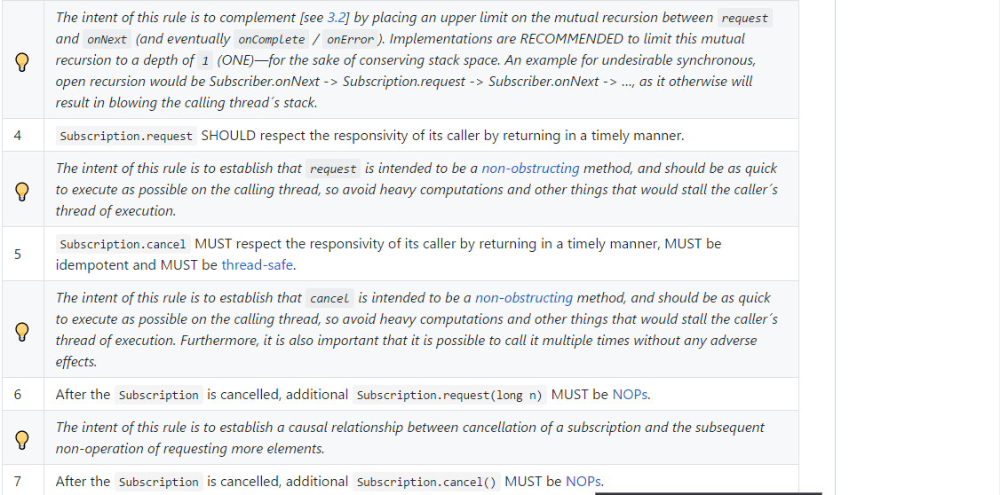 The intent of this rule is to complement [see 3.2] by placing an upper limit on the mutual recursion between request
and onNext (and eventually onComplete / onError). Implementations are RECOMMENDED to limit this mutual
recursion to a depth of 1 (ONE)—for the sake of conserving stack space. An example for undesirable synchronous,
open recursion would be Subscriber.onNext -> Subscription.request -> Subscriber.onNext -> …, as it otherwise will
result in blowing the calling thread´s stack.
4 Subscription.request SHOULD respect the responsivity of its caller by returning in a timely manner.
The intent of this rule is to establish that request is intended to be a non-obstructing method, and should be as quick
to execute as possible on the calling thread, so avoid heavy computations and other things that would stall the caller´s
thread of execution.
5 Subscription.cancel MUST respect the responsivity of its caller by returning in a timely manner, MUST be
idempotent and MUST be thread-safe.
The intent of this rule is to establish that cancel is intended to be a non-obstructing method, and should be as quick
to execute as possible on the calling thread, so avoid heavy computations and other things that would stall the caller´s
thread of execution. Furthermore, it is also important that it is possible to call it multiple times without any adverse
effects.
6 After the Subscription is cancelled, additional Subscription.request(long n) MUST be NOPs.
The intent of this rule is to establish a causal relationship between cancellation of a subscription and the subsequent
non-operation of requesting more elements.
7 After the Subscription is cancelled, additional Subscription.cancel() MUST be NOPs.